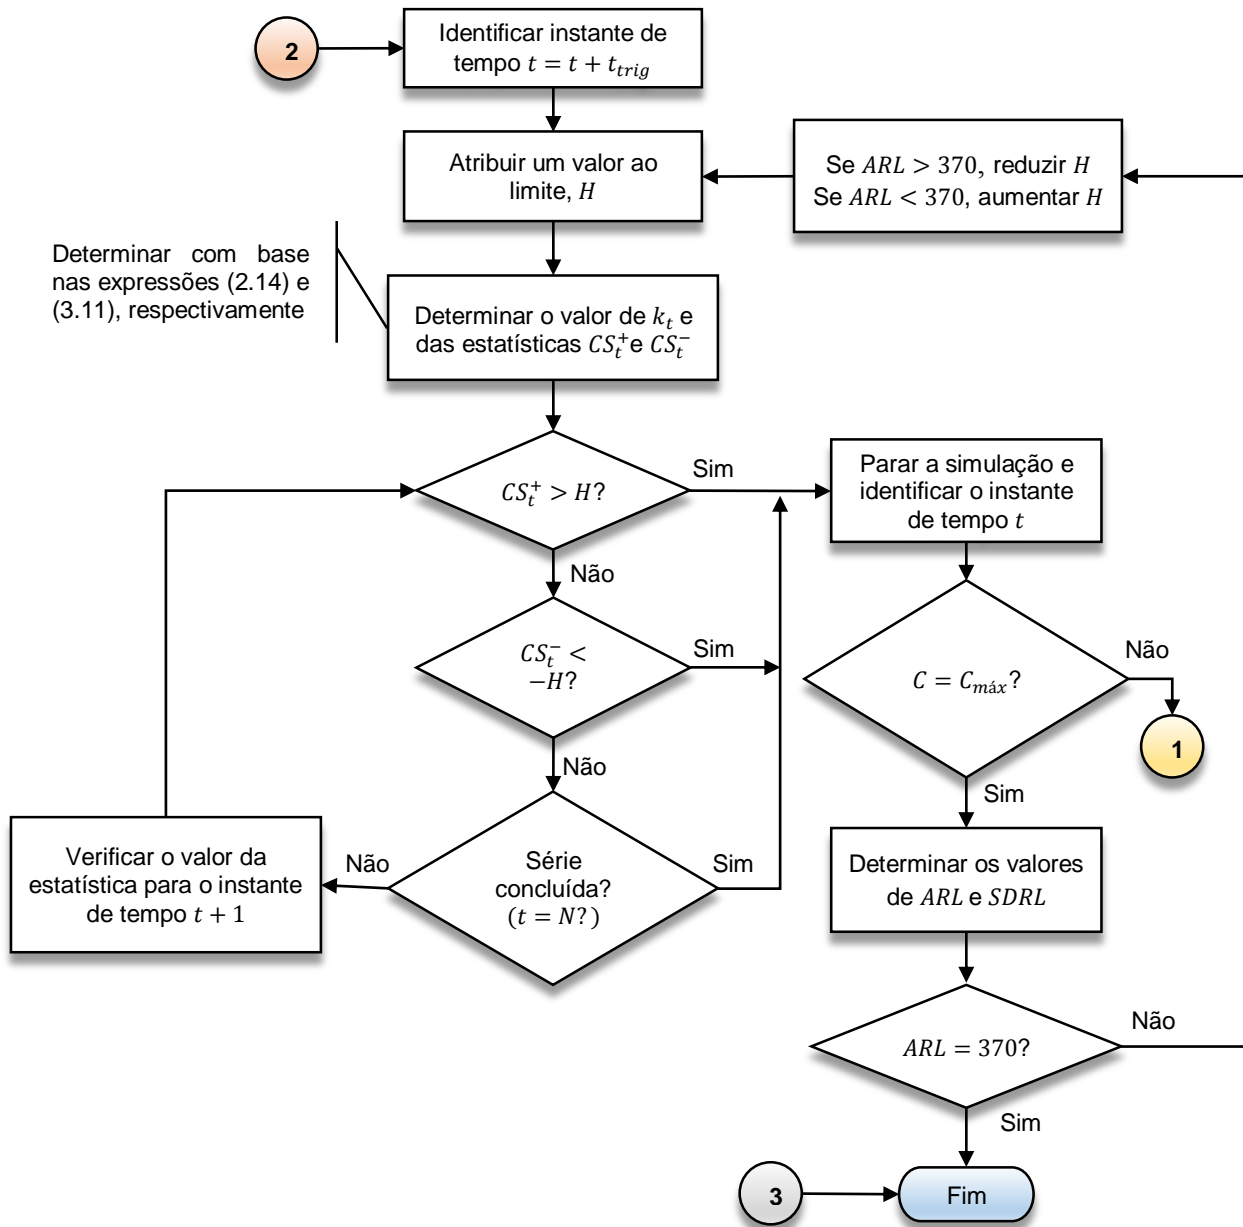 2
Identificar instante de
tempo t = t + t_trig
Atribuir um valor ao
limite, H
Se ARL > 370, reduzir H
Se ARL < 370, aumentar H
Determinar com base
nas expressões (2.14) e
(3.11), respectivamente
Determinar o valor de k_t e
das estatísticas CS_t^+ e CS_t^-
CS_t^+ > H?
Sim
Não
Parar a simulação e
identificar o instante
de tempo t
CS_t^- <
−H?
Sim
Não
C = C_máx?
Não
1
Sim
Verificar o valor da
estatística para o instante
de tempo t + 1
Não
Série
concluída?
(t = N?)
Sim
Determinar os valores
de ARL e SDRL
ARL = 370?
Não
Sim
3
Fim